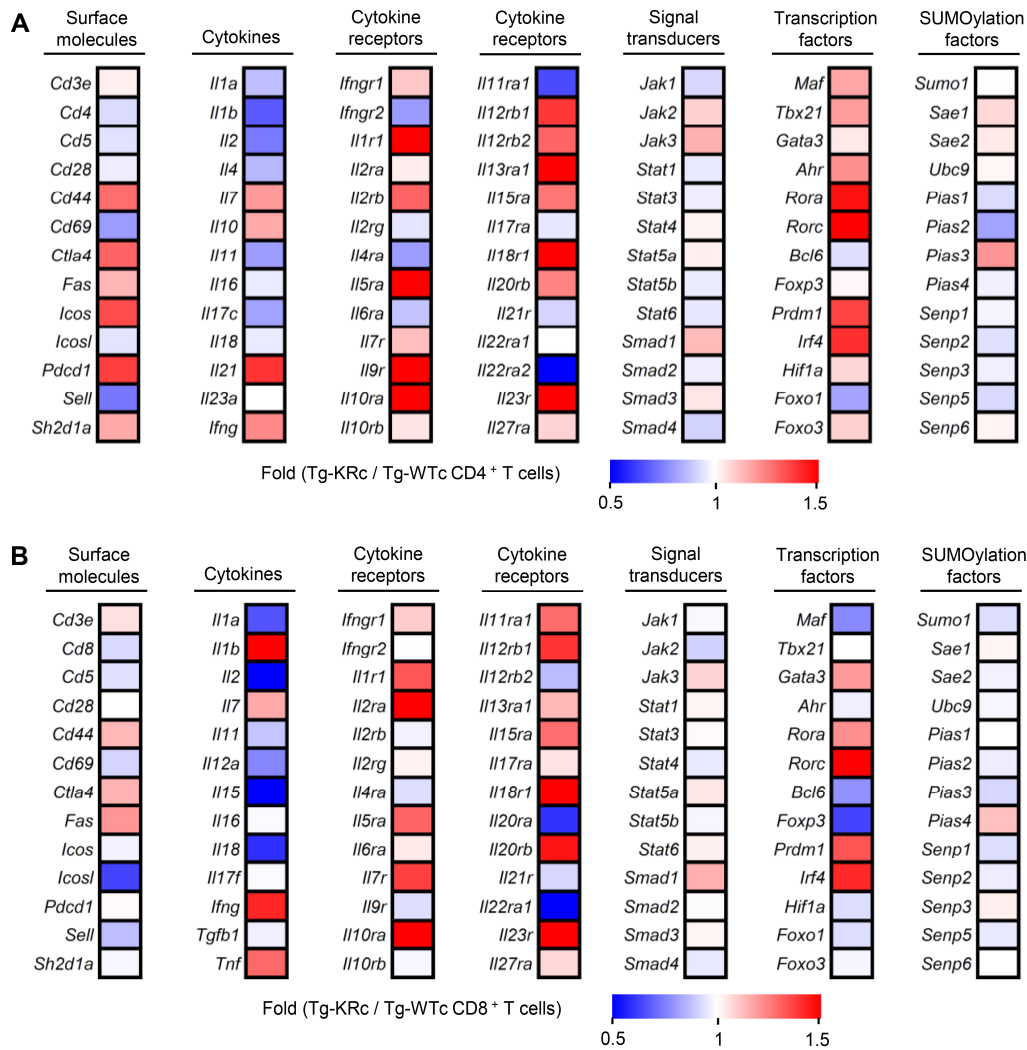 A
Surface
molecules
Cytokines
Cytokine
receptors
Cytokine
receptors
Signal
transducers
Transcription
factors
SUMOylation
factors
Cd3e Il1a Ifngr1 Il11ra1 Jak1 Maf Sumo1
Cd4 Il1b Ifngr2 Il12rb1 Jak2 Tbx21 Sae1
Cd5 Il2 Il1r1 Il12rb2 Jak3 Gata3 Sae2
Cd28 Il4 Il2ra Il13ra1 Stat1 Ahr Ubc9
Cd44 Il7 Il2rb Il15ra Stat3 Rora Pias1
Cd69 Il10 Il2rg Il17ra Stat4 Rorc Pias2
Ctla4 Il11 Il4ra Il18r1 Stat5a Bcl6 Pias3
Fas Il16 Il5ra Il20rb Stat5b Foxp3 Pias4
Icos Il17c Il6ra Il21r Stat6 Prdm1 Senp1
Icosl Il18 Il7r Il22ra1 Smad1 Irf4 Senp2
Pdcd1 Il21 Il9r Il22ra2 Smad2 Hif1a Senp3
Sell Il23a Il10ra Il23r Smad3 Foxo1 Senp5
Sh2d1a Ifng Il10rb Il27ra Smad4 Foxo3 Senp6
Fold (Tg-KRc / Tg-WTc CD4 + T cells)
0.5 1 1.5
B
Surface
molecules
Cytokines
Cytokine
receptors
Cytokine
receptors
Signal
transducers
Transcription
factors
SUMOylation
factors
Cd3e Il1a Ifngr1 Il11ra1 Jak1 Maf Sumo1
Cd8 Il1b Ifngr2 Il12rb1 Jak2 Tbx21 Sae1
Cd5 Il2 Il1r1 Il12rb2 Jak3 Gata3 Sae2
Cd28 Il7 Il2ra Il13ra1 Stat1 Ahr Ubc9
Cd44 Il11 Il2rb Il15ra Stat3 Rora Pias1
Cd69 Il12a Il2rg Il17ra Stat4 Rorc Pias2
Ctla4 Il15 Il4ra Il18r1 Stat5a Bcl6 Pias3
Fas Il16 Il5ra Il20ra Stat5b Foxp3 Pias4
Icos Il18 Il6ra Il20rb Stat6 Prdm1 Senp1
Icosl Il17f Il7r Il21r Smad1 Irf4 Senp2
Pdcd1 Ifng Il9r Il22ra1 Smad2 Hif1a Senp3
Sell Tgfb1 Il10ra Il23r Smad3 Foxo1 Senp5
Sh2d1a Tnf Il10rb Il27ra Smad4 Foxo3 Senp6
Fold (Tg-KRc / Tg-WTc CD8 + T cells)
0.5 1 1.5